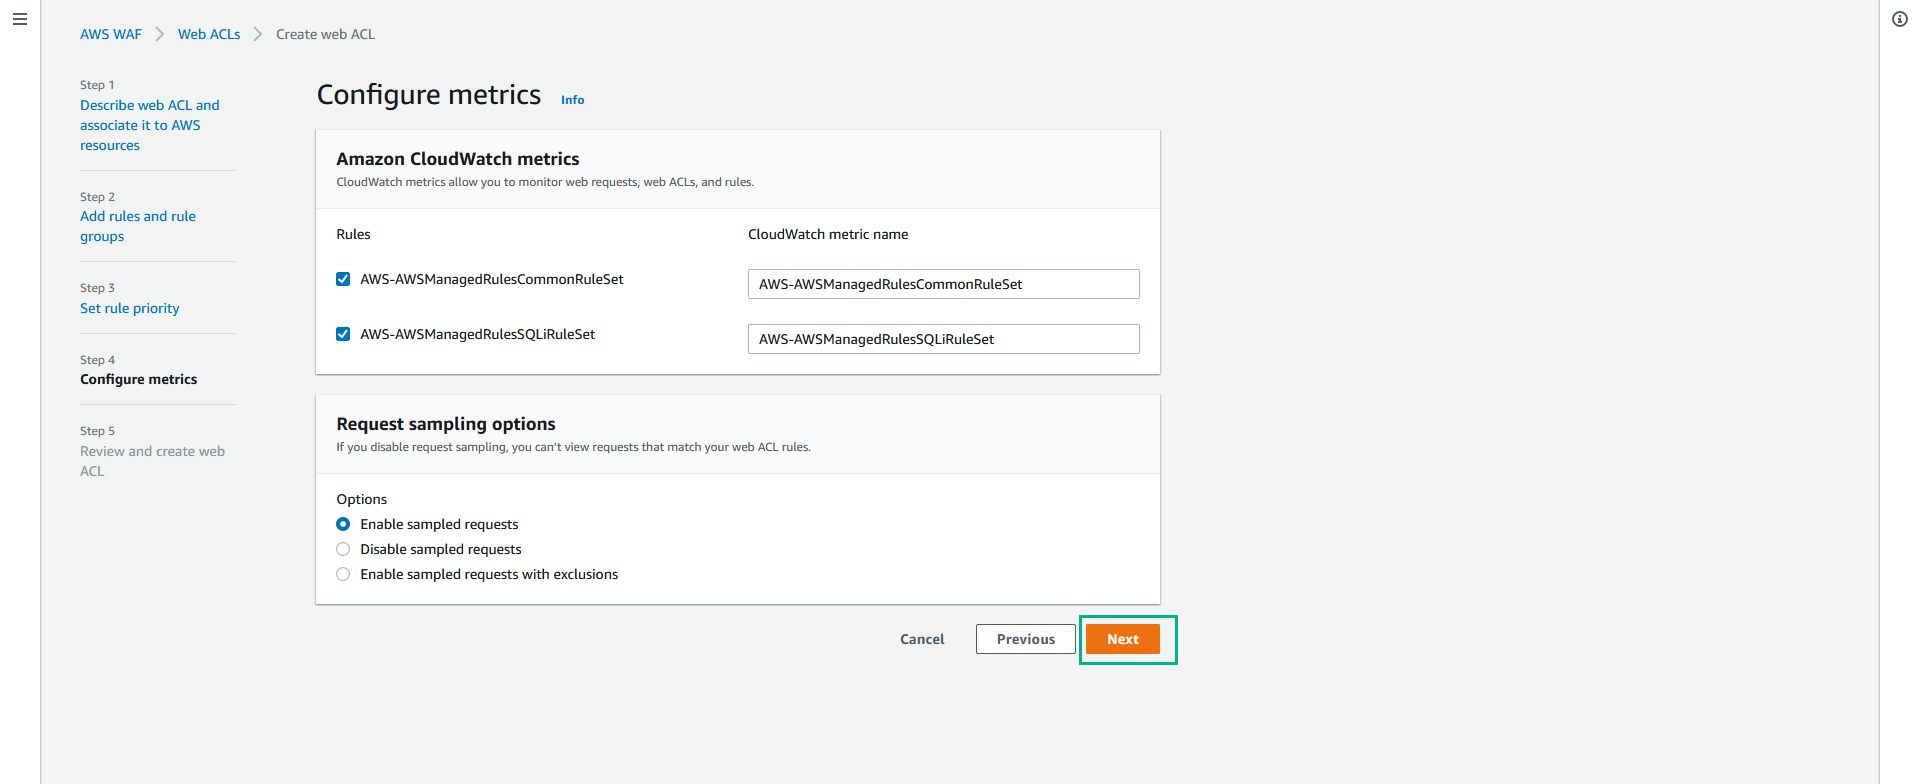 AWS WAF Web ACLs Create web ACL
Step 1
Describe web ACL and
associate it to AWS
resources
Step 2
Add rules and rule
groups
Step 3
Set rule priority
Step 4
Configure metrics
Step 5
Review and create web
ACL
Configure metrics Info
Amazon CloudWatch metrics
CloudWatch metrics allow you to monitor web requests, web ACLs, and rules.
Rules CloudWatch metric name
AWS-AWSManagedRulesCommonRuleSet AWS-AWSManagedRulesCommonRuleSet
AWS-AWSManagedRulesSQLiRuleSet AWS-AWSManagedRulesSQLiRuleSet
Request sampling options
If you disable request sampling, you can't view requests that match your web ACL rules.
Options
Enable sampled requests
Disable sampled requests
Enable sampled requests with exclusions
Cancel Previous Next